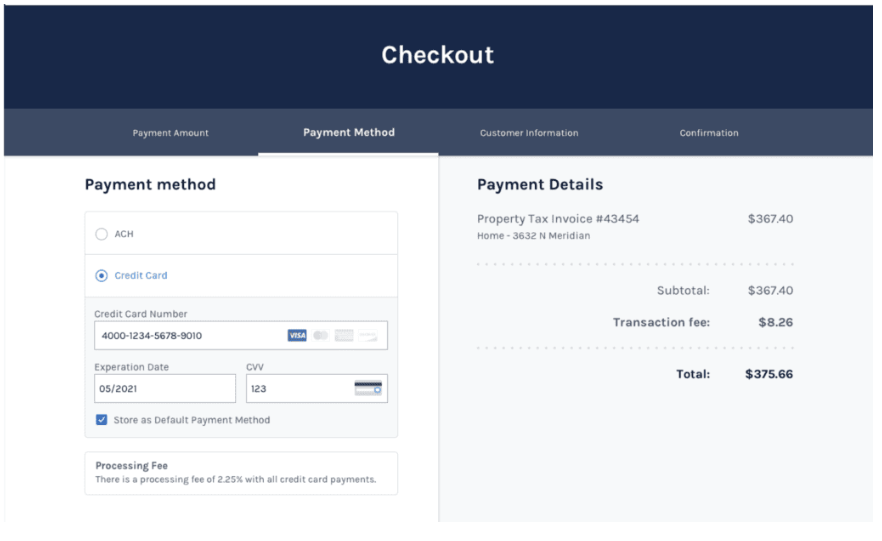 Checkout
Payment Amount
Payment Method
Customer Information
Confirmation
Payment method
ACH
Credit Card
Credit Card Number
4000-1234-5678-9010
VISA
Experation Date
CVV
05/2021
123
Store as Default Payment Method
Processing Fee
There is a processing fee of 2.25% with all credit card payments.
Payment Details
Property Tax Invoice #43454 $367.40
Home - 3632 N Meridian
Subtotal: $367.40
Transaction fee: $8.26
Total: $375.66